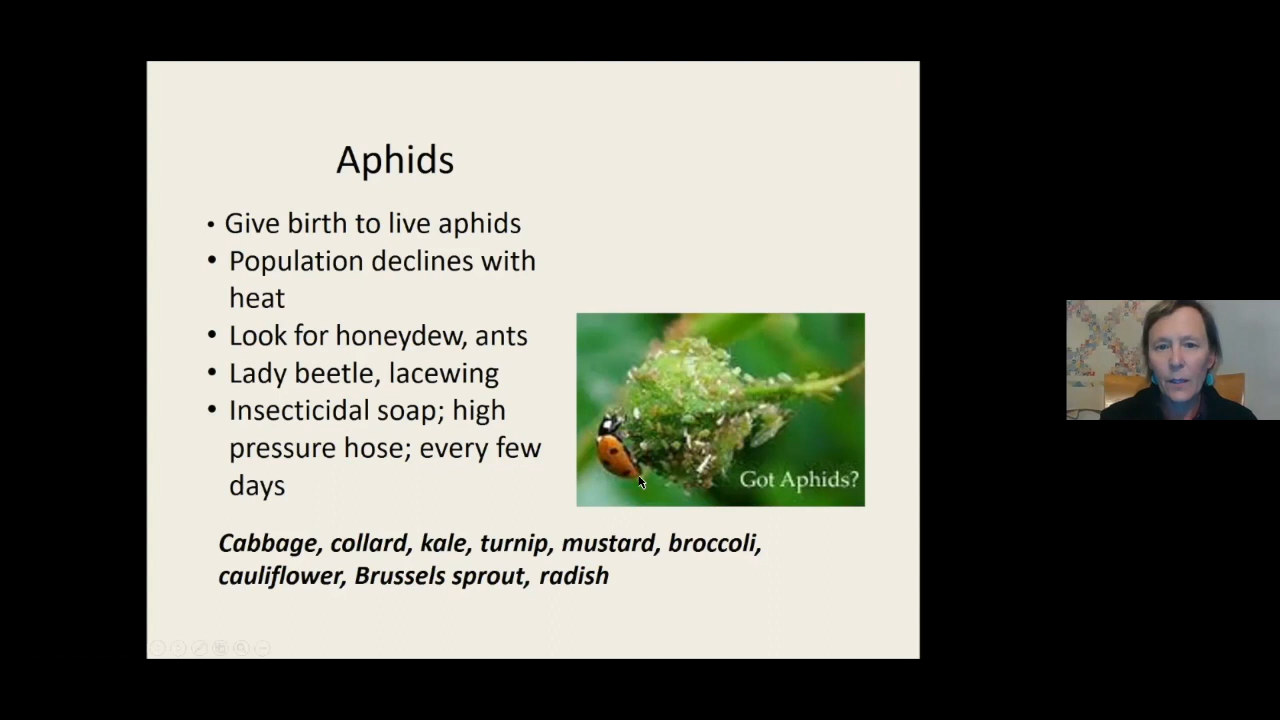 Aphids
• Give birth to live aphids
• Population declines with
heat
• Look for honeydew, ants
• Lady beetle, lacewing
• Insecticidal soap; high
pressure hose; every few
days
Got Aphids?
Cabbage, collard, kale, turnip, mustard, broccoli,
cauliflower, Brussels sprout, radish